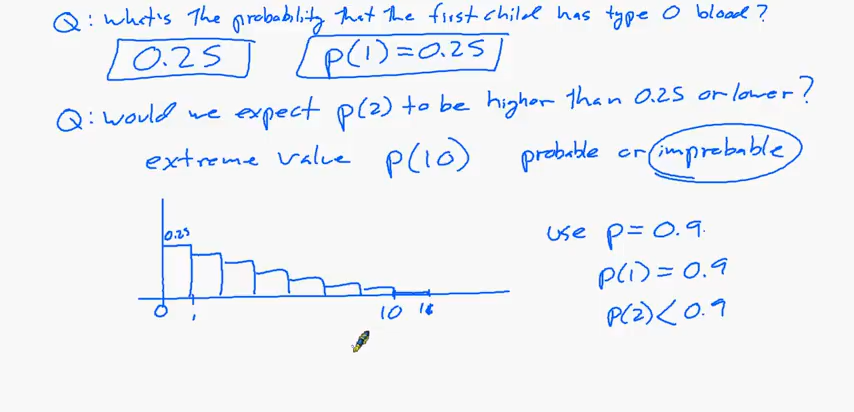 Q: what's the probability that the first child has type O blood?
0.25 p(1)=0.25
Q: would we expect p(2) to be higher than 0.25 or lower?
extreme value p(10) probable or improbable
0.25
use p = 0.9
p(1) = 0.9
p(2) < 0.9
0 1 10